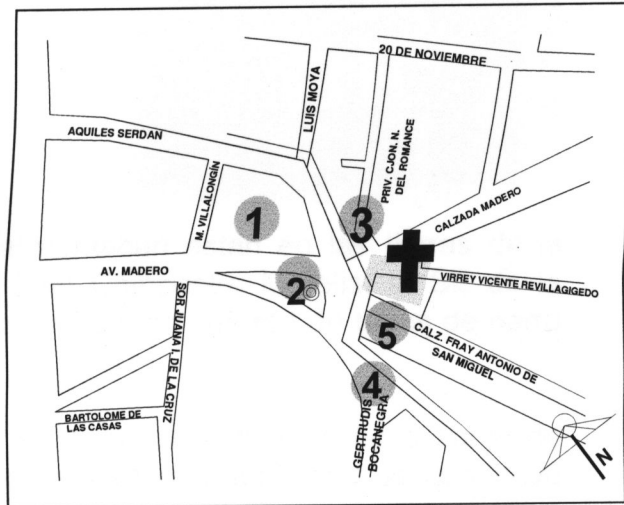 20 DE NOVIEMBRE
LUIS MOYA
AQUILES SERDAN
PRIV. CJON. N.
DEL ROMANCE
M. VILLALONGÍN
1
3
CALZADA MADERO
AV. MADERO
2
VIRREY VICENTE REVILLAGIGEDO
SOR JUANA I. DE LA CRUZ
5
CALZ. FRAY ANTONIO DE
SAN MIGUEL
4
BARTOLOME DE
LAS CASAS
GERTRUDIS
BOCANEGRA
N